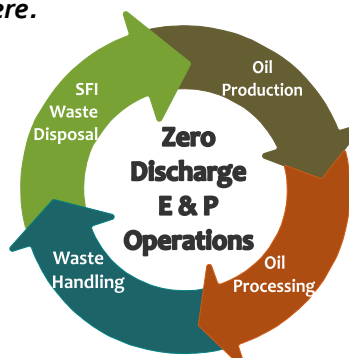 ere.
SFI
Waste
Disposal
Oil
Production
Zero
Discharge
E & P
Operations
Waste
Handling
Oil
Processing